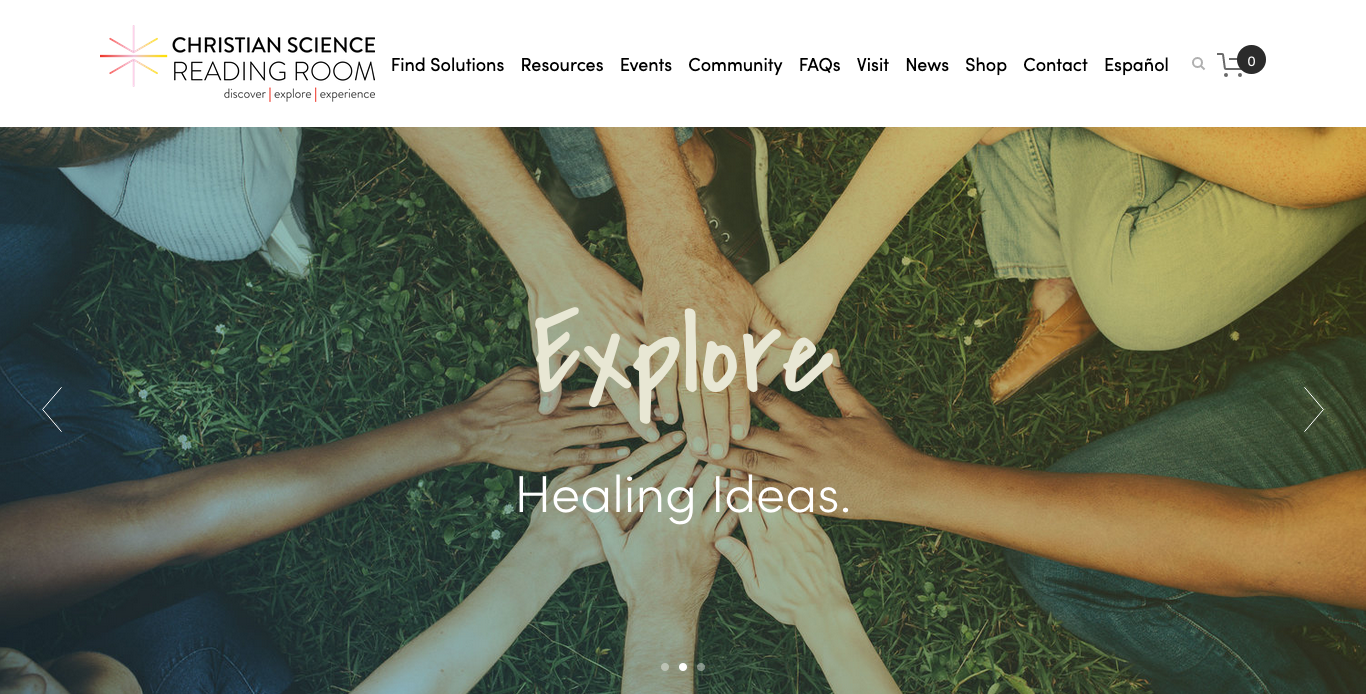 CHRISTIAN SCIENCE
READING ROOM
discover | explore | experience
Find Solutions Resources Events Community FAQs Visit News Shop Contact Español 0
Explore
Healing Ideas.